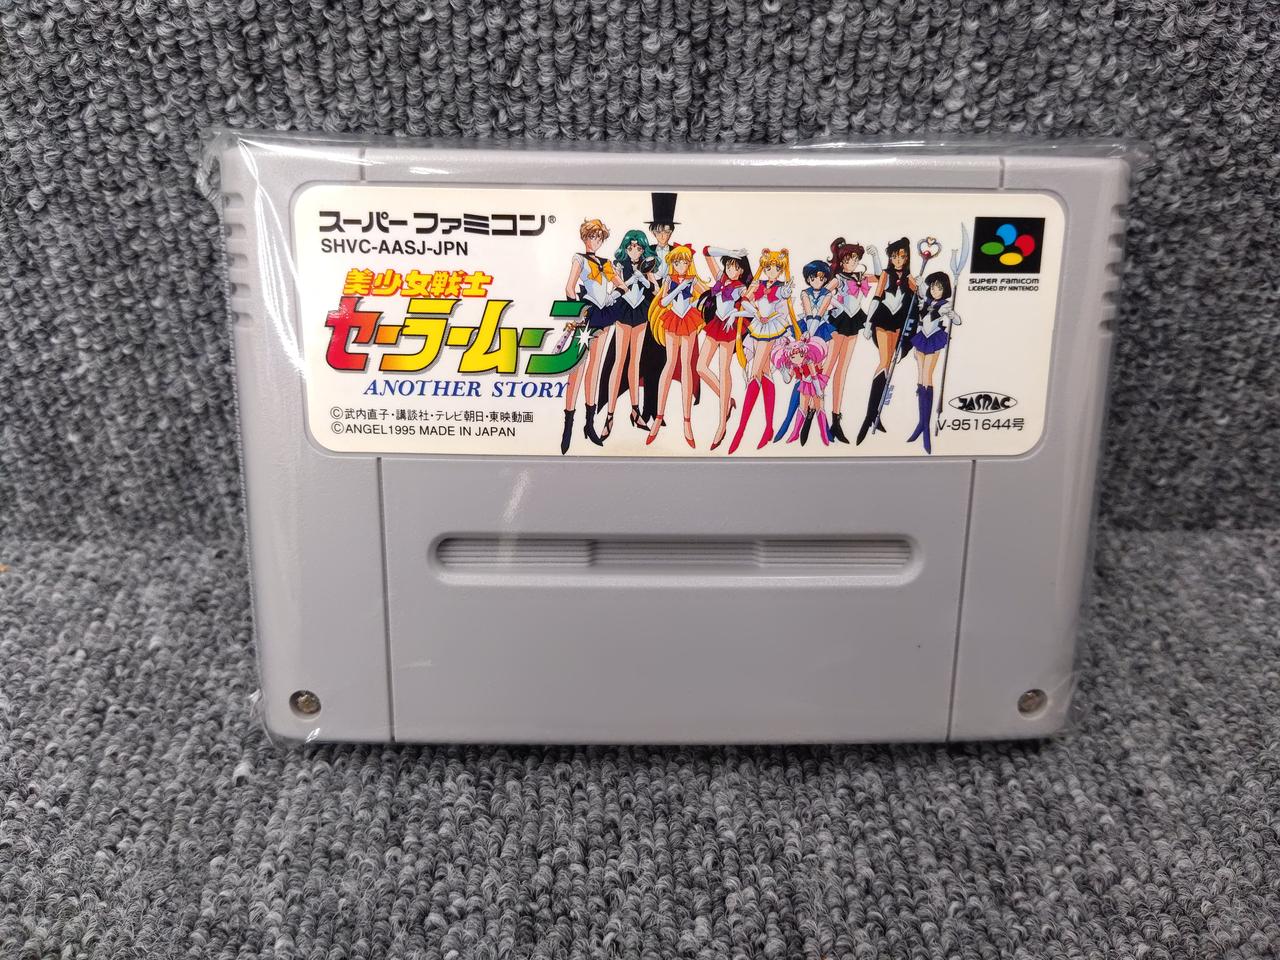 スーパーファミコン®
SHVC-AASJ-JPN
美少女戦士
セーラームーン
ANOTHER STORY
©武内直子・講談社・テレビ朝日・東映動画
©ANGEL1995 MADE IN JAPAN
SUPER FAMICOM
LICENSED BY NINTENDO
JASRAC
V-951644号